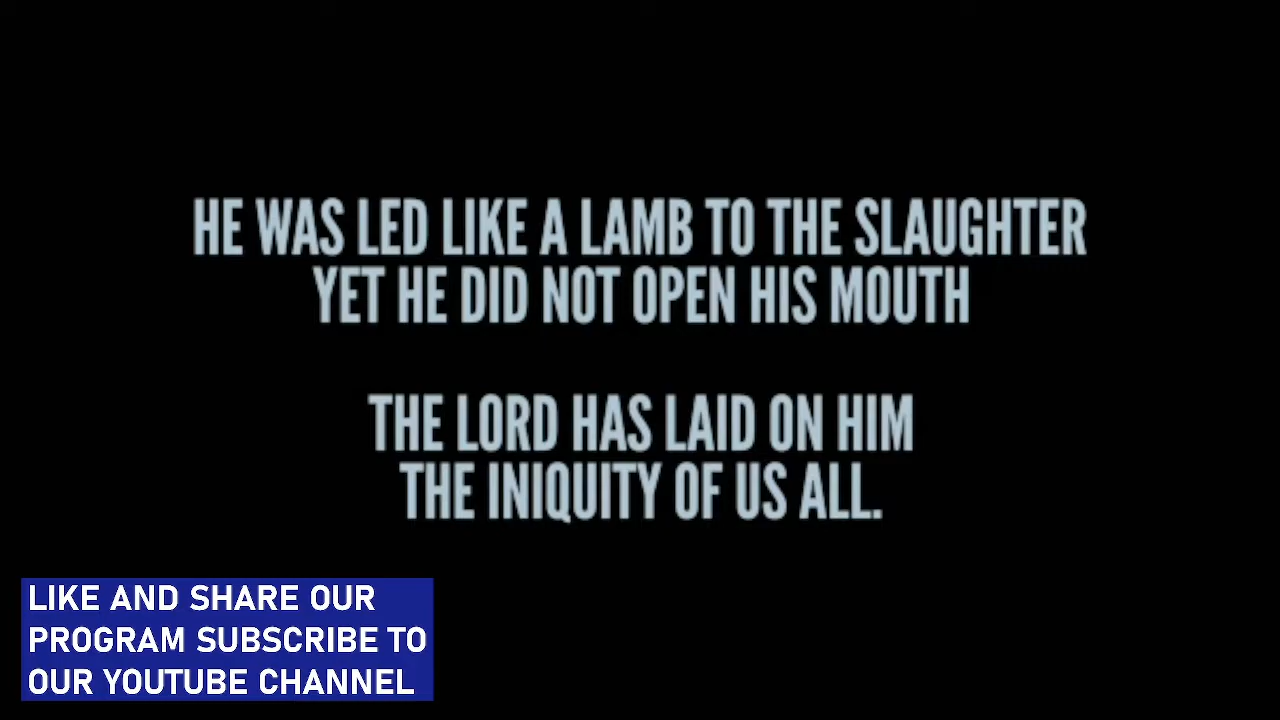 HE WAS LED LIKE A LAMB TO THE SLAUGHTER
YET HE DID NOT OPEN HIS MOUTH
THE LORD HAS LAID ON HIM
THE INIQUITY OF US ALL.
LIKE AND SHARE OUR
PROGRAM SUBSCRIBE TO
OUR YOUTUBE CHANNEL